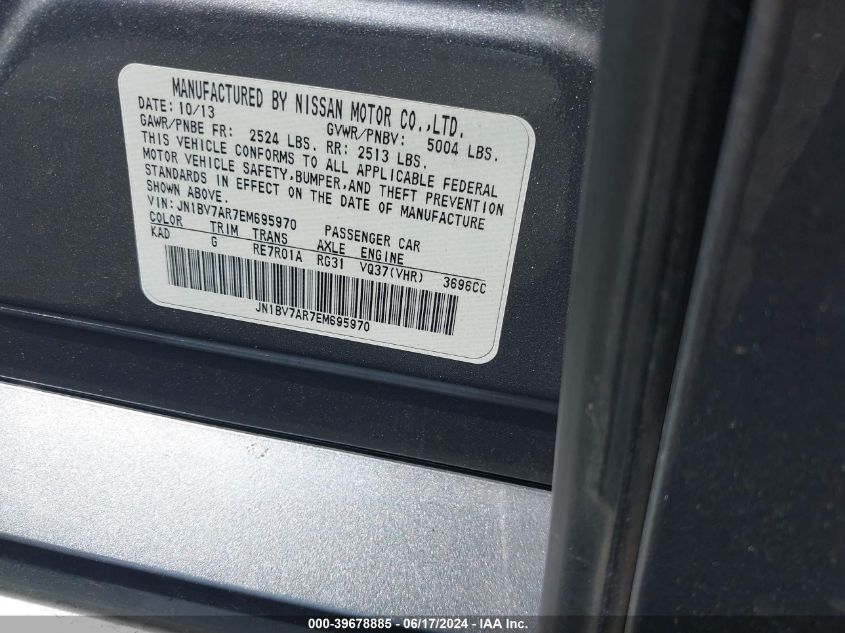 MANUFACTURED BY NISSAN MOTOR CO.,LTD.
DATE: 10/13
GAWR/PNBE FR: 2524 LBS. GVWR/PNBV: 5004 LBS.
RR: 2513 LBS.
THIS VEHICLE CONFORMS TO ALL APPLICABLE FEDERAL
MOTOR VEHICLE SAFETY,BUMPER,AND THEFT PREVENTION
STANDARDS IN EFFECT ON THE DATE OF MANUFACTURE
SHOWN ABOVE.
VIN: JN1BV7AR7EM695970 PASSENGER CAR
COLOR TRIM TRANS AXLE ENGINE
KAD G RE7R01A RG31 VQ37(VHR) 3696CC
JN1BV7AR7EM695970
000-39678885 - 06/17/2024 - IAA Inc.